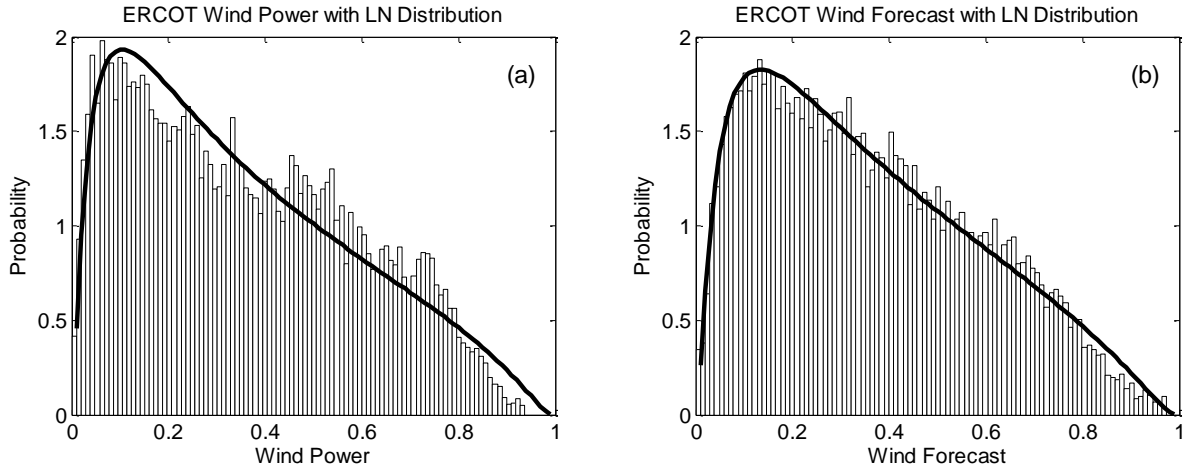 ERCOT Wind Power with LN Distribution
2
1.5
1
0.5
0
Probability
(a)
0 0.2 0.4 0.6 0.8 1
Wind Power
ERCOT Wind Forecast with LN Distribution
2
1.5
1
0.5
0
Probability
(b)
0 0.2 0.4 0.6 0.8 1
Wind Forecast